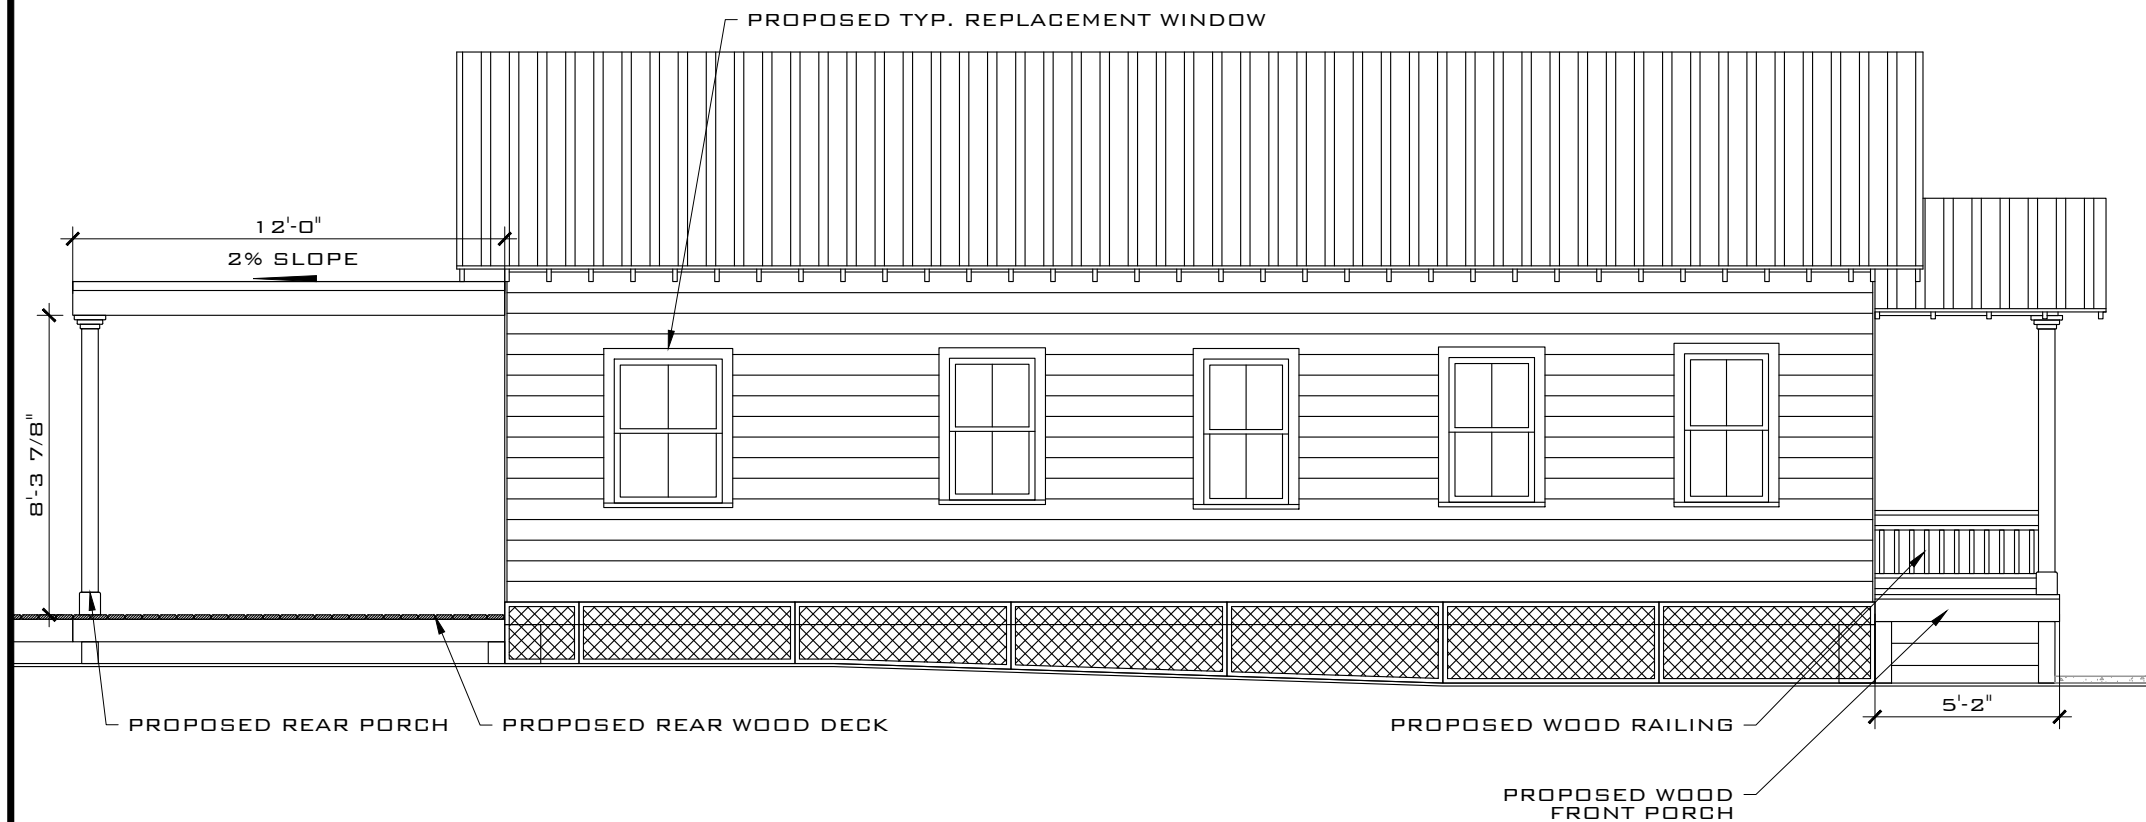 PROPOSED TYP. REPLACEMENT WINDOW
12'-0"
2% SLOPE
8'-3 7/8"
PROPOSED REAR PORCH
PROPOSED REAR WOOD DECK
PROPOSED WOOD RAILING
5'-2"
PROPOSED WOOD
FRONT PORCH